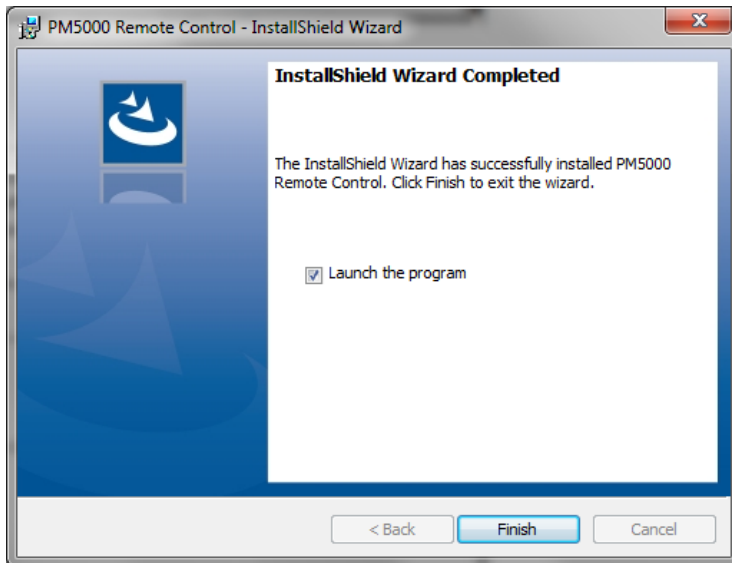 PM5000 Remote Control - InstallShield Wizard
InstallShield Wizard Completed
The InstallShield Wizard has successfully installed PM5000
Remote Control. Click Finish to exit the wizard.
Launch the program
< Back
Finish
Cancel